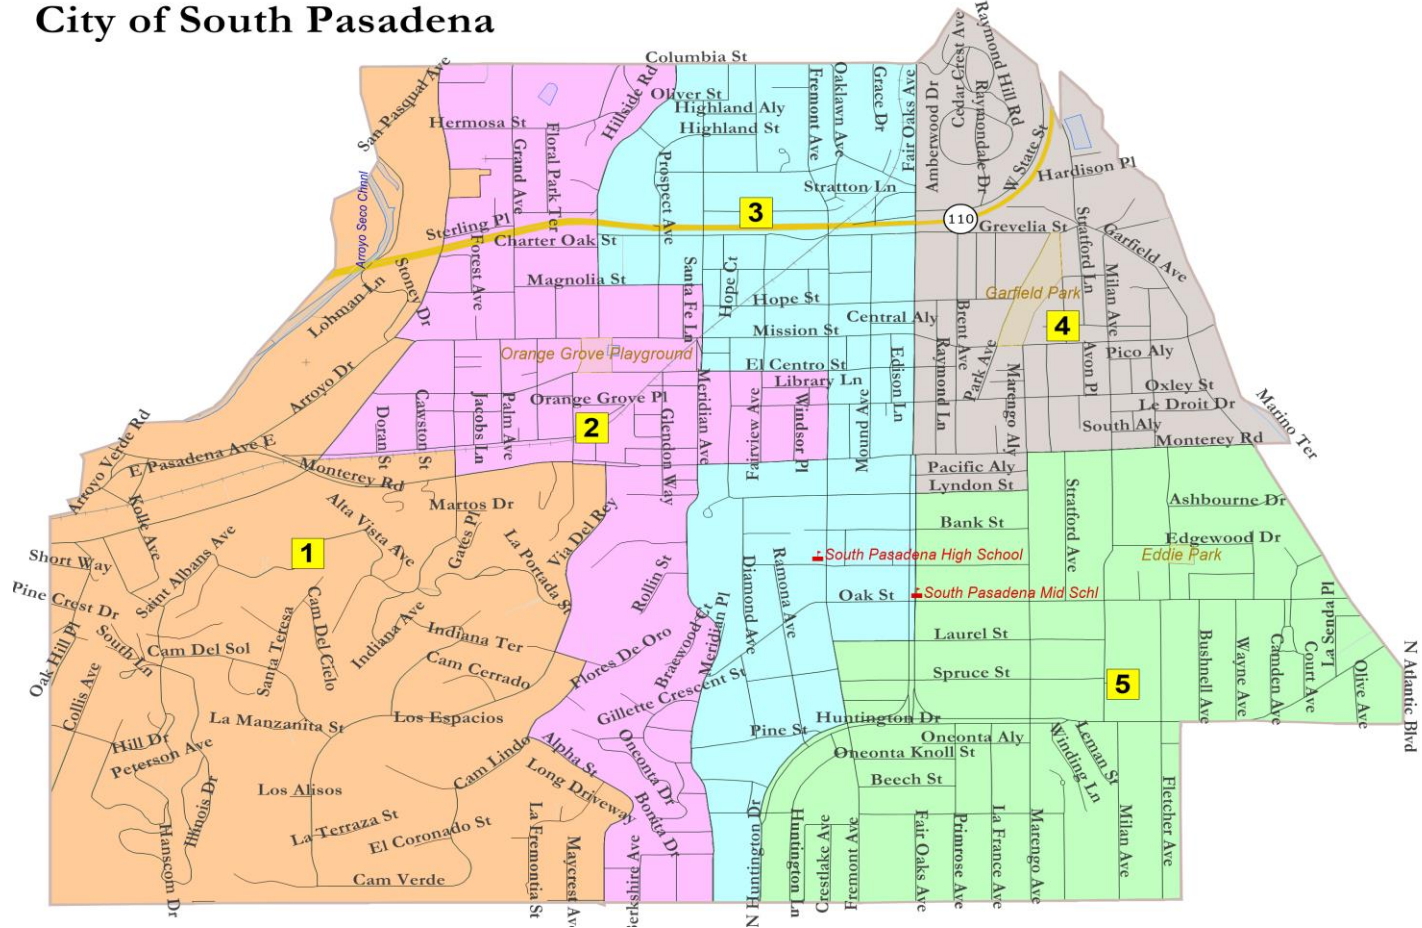 City of South Pasadena
Columbia St
San Pasqual Ave
Hillside Rd
Oliver St
Highland Aly
Highland St
Fremont Ave
Oaklawn Ave
Grace Dr
Fair Oaks Ave
Amberwood Dr
Cedar Crest Ave
Raymond Hill Rd
Raymondale Dr
W State St
Hardison Pl
Hermosa St
Grand Ave
Floral Park Ter
Prospect Ave
Stratton Ln
Arroyo Seco Chnnl
Sterling Pl
Charter Oak St
3
110
Grevelia St
Stratford Ln
Garfield Ave
Forest Ave
Stoney Dr
Magnolia St
Santa Fe Ln
Hope Ct
Hope St
Mission St
Central Aly
Brent Ave
Garfield Park
Milan Ave
4
Lohman Ln
Orange Grove Playground
El Centro St
Library Ln
Edison Ln
Raymond Ln
Park Ave
Marengo Aly
Avon Pl
Pico Aly
Oxley St
Le Droit Dr
South Aly
Monterey Rd
Marino Ter
Arroyo Dr
Doran St
Cawston St
Jacobs Ln
Palm Ave
Orange Grove Pl
2
Glendon Way
Meridian Ave
Fairview Ave
Windsor Pl
Mound Ave
Arroyo Verde Rd
E Pasadena Ave E
Monterey Rd
Pacific Aly
Lyndon St
Kolle Ave
Alta Vista Ave
Martos Dr
Gates Pl
La Portada St
Via Del Rey
Bank St
Stratford Ave
Ashbourne Dr
Edgewood Dr
Eddie Park
Short Way
Saint Albans Ave
1
South Pasadena High School
South Pasadena Mid Schl
Oak St
Pine Crest Dr
Oak Hill Pl
South Ln
Cam Del Sol
Santa Teresa
Cam Del Cielo
Indiana Ave
Indiana Ter
Cam Cerrado
Rollin St
Flores De Oro
Braewood Ct
Meridian Pl
Diamond Ave
Ramona Ave
Laurel St
Spruce St
5
Bushnell Ave
Wayne Ave
Camden Ave
Court Ave
La Senda Pl
Olive Ave
N Atlantic Blvd
Collis Ave
La Manzanita St
Los Espacios
Gillette Crescent St
Pine St
Huntington Dr
Oneonta Aly
Oneonta Knoll St
Beech St
Winding Ln
Leman St
Hill Dr
Peterson Ave
Illinois Dr
Hanscom Dr
Los Alisos
La Terraza St
El Coronado St
Cam Verde
Cam Lindo
Alpha St
Long Driveway
Oneonta Dr
Bonita Dr
La Fremontia St
Maycrest Av
erkshire Ave
N Huntington Dr
Huntington Ln
Crestlake Ave
Fremont Ave
Fair Oaks Ave
Primrose Ave
La France Ave
Marengo Ave
Milan Ave
Fletcher Ave